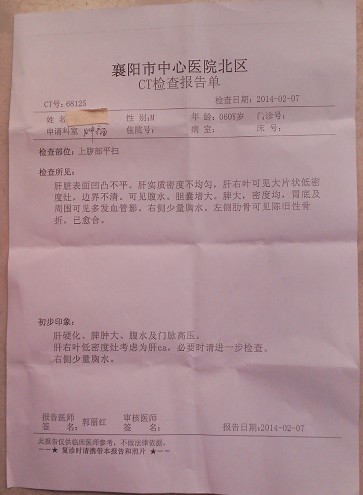 襄阳市中心医院北区
CT检查报告单
CT号:68125 检查日期:2014-02-07
姓名 性别:M 年龄:060Y岁 门诊号:
申请科室 住院号: 病室: 床号:
检查部位:上腹部平扫
检查所见:
肝脏表面凹凸不平。肝实质密度不均匀,肝右叶可见大片状低密
度灶,边界不清。可见腹水、胆囊增大。脾大,密度均。胃底及
周围可见多发血管影。右侧少量胸水。左侧肋骨可见陈旧性骨
折,已愈合。
初步印象:
肝硬化、脾肿大、腹水及门脉高压。
肝右叶低密度灶考虑为肝ca,必要时请进一步检查。
右侧少量胸水。
报告医师 审核医师
签 名: 郭丽红 签 名: 报告日期:2014-02-07
此报告仅供临床医师参考,不做法律依据。
--★ 复诊时请携带本报告和照片 ★--